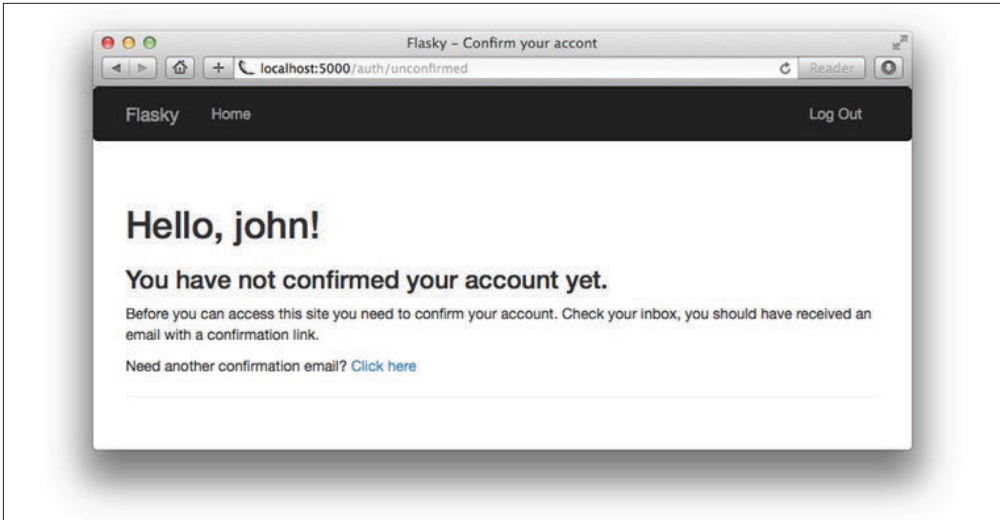 Flasky – Confirm your accont
localhost:5000/auth/unconfirmed
Reader
Flasky Home Log Out
Hello, john!
You have not confirmed your account yet.
Before you can access this site you need to confirm your account. Check your inbox, you should have received an
email with a confirmation link.
Need another confirmation email? Click here